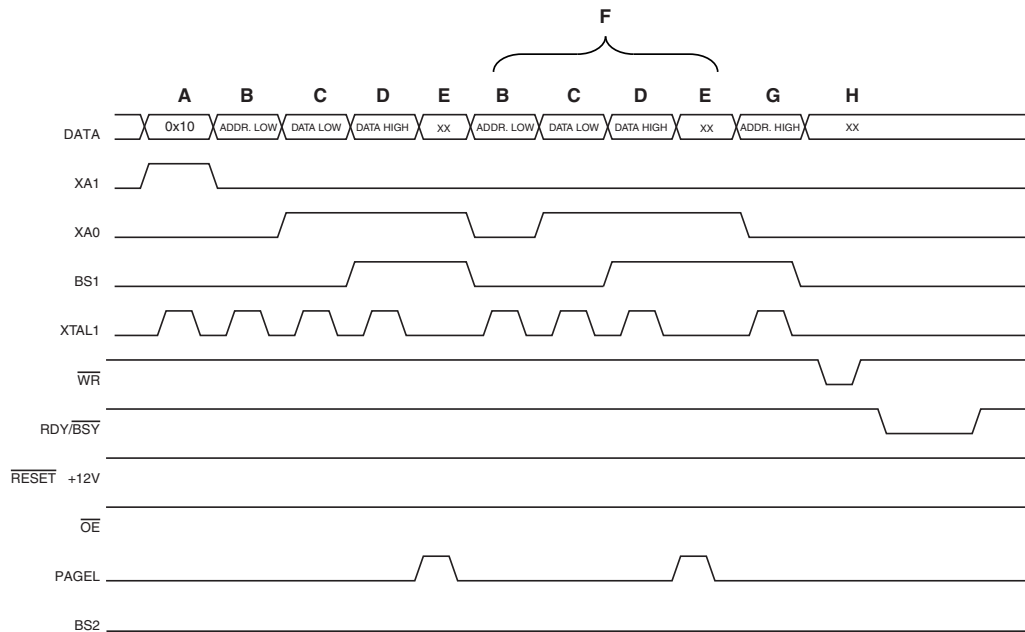 F
A B C D E B C D E G H
DATA 0x10 ADDR. LOW DATA LOW DATA HIGH XX ADDR. LOW DATA LOW DATA HIGH XX ADDR. HIGH XX
XA1
XA0
BS1
XTAL1
WR
RDY/BSY
RESET +12V
OE
PAGEL
BS2